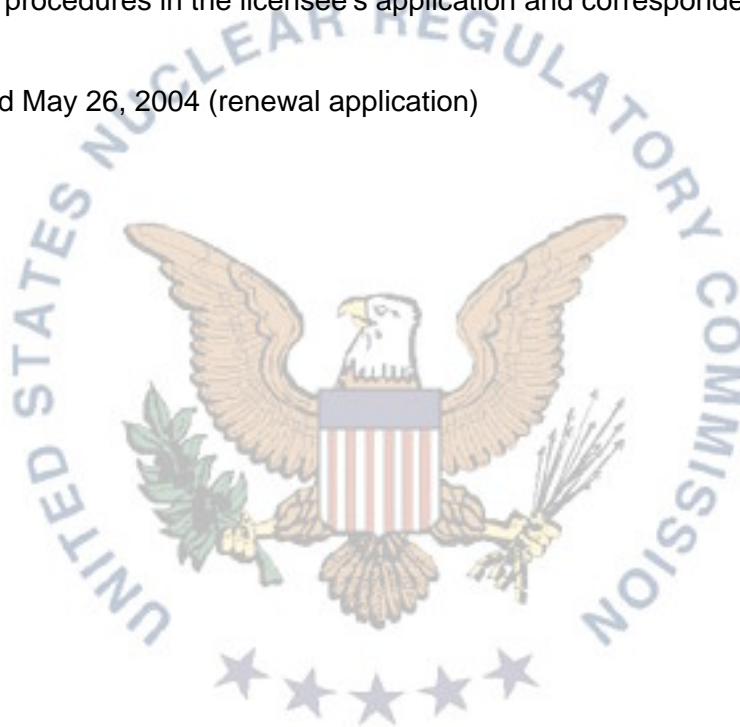 procedures in the licensee's application and corresponde
d May 26, 2004 (renewal application)
UNITED STATES NUCLEAR REGULATORY COMMISSION